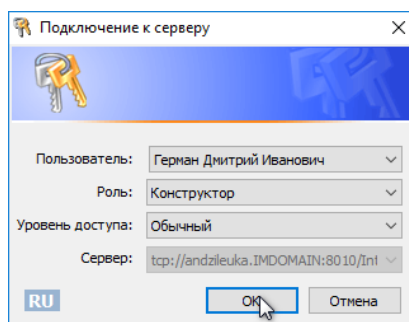 Подключение к серверу
Пользователь: Герман Дмитрий Иванович
Роль: Конструктор
Уровень доступа: Обычный
Сервер: tcp://andzileuka.IMDOMAIN:8010/Int
RU OK Отмена